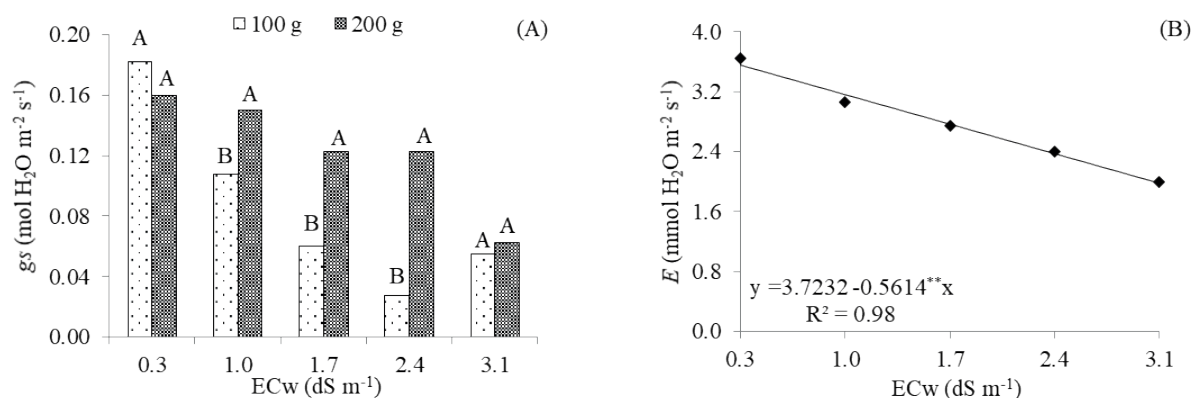 100 g 200 g (A)
0.20
0.16
0.12
0.08
0.04
0.00
gs (mol H₂O m⁻² s⁻¹)
A A
B A
B A
B A
A A
0.3 1.0 1.7 2.4 3.1
ECw (dS m⁻¹)
(B)
4.0
3.2
2.4
1.6
0.8
0.0
E (mmol H₂O m⁻² s⁻¹)
y =3.7232 -0.5614**x
R² = 0.98
0.3 1.0 1.7 2.4 3.1
ECw (dS m⁻¹)